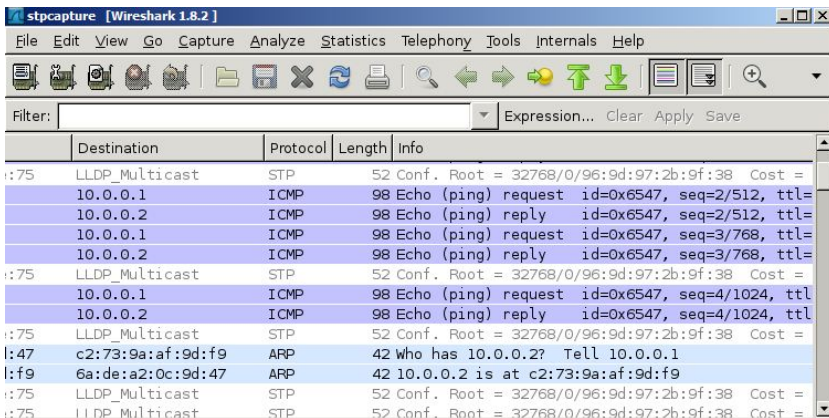 stpcapture [Wireshark 1.8.2 ]
File Edit View Go Capture Analyze Statistics Telephony Tools Internals Help
Filter: Expression... Clear Apply Save
Destination Protocol Length Info
:75 LLDP_Multicast STP 52 Conf. Root = 32768/0/96:9d:97:2b:9f:38 Cost =
10.0.0.1 ICMP 98 Echo (ping) request id=0x6547, seq=2/512, ttl=
10.0.0.2 ICMP 98 Echo (ping) reply id=0x6547, seq=2/512, ttl=
10.0.0.1 ICMP 98 Echo (ping) request id=0x6547, seq=3/768, ttl=
10.0.0.2 ICMP 98 Echo (ping) reply id=0x6547, seq=3/768, ttl=
:75 LLDP_Multicast STP 52 Conf. Root = 32768/0/96:9d:97:2b:9f:38 Cost =
10.0.0.1 ICMP 98 Echo (ping) request id=0x6547, seq=4/1024, ttl
10.0.0.2 ICMP 98 Echo (ping) reply id=0x6547, seq=4/1024, ttl
:75 LLDP_Multicast STP 52 Conf. Root = 32768/0/96:9d:97:2b:9f:38 Cost =
:47 c2:73:9a:af:9d:f9 ARP 42 Who has 10.0.0.2? Tell 10.0.0.1
:f9 6a:de:a2:0c:9d:47 ARP 42 10.0.0.2 is at c2:73:9a:af:9d:f9
:75 LLDP_Multicast STP 52 Conf. Root = 32768/0/96:9d:97:2b:9f:38 Cost =
:75 LLDP_Multicast STP 52 Conf. Root = 32768/0/96:9d:97:2b:9f:38 Cost =